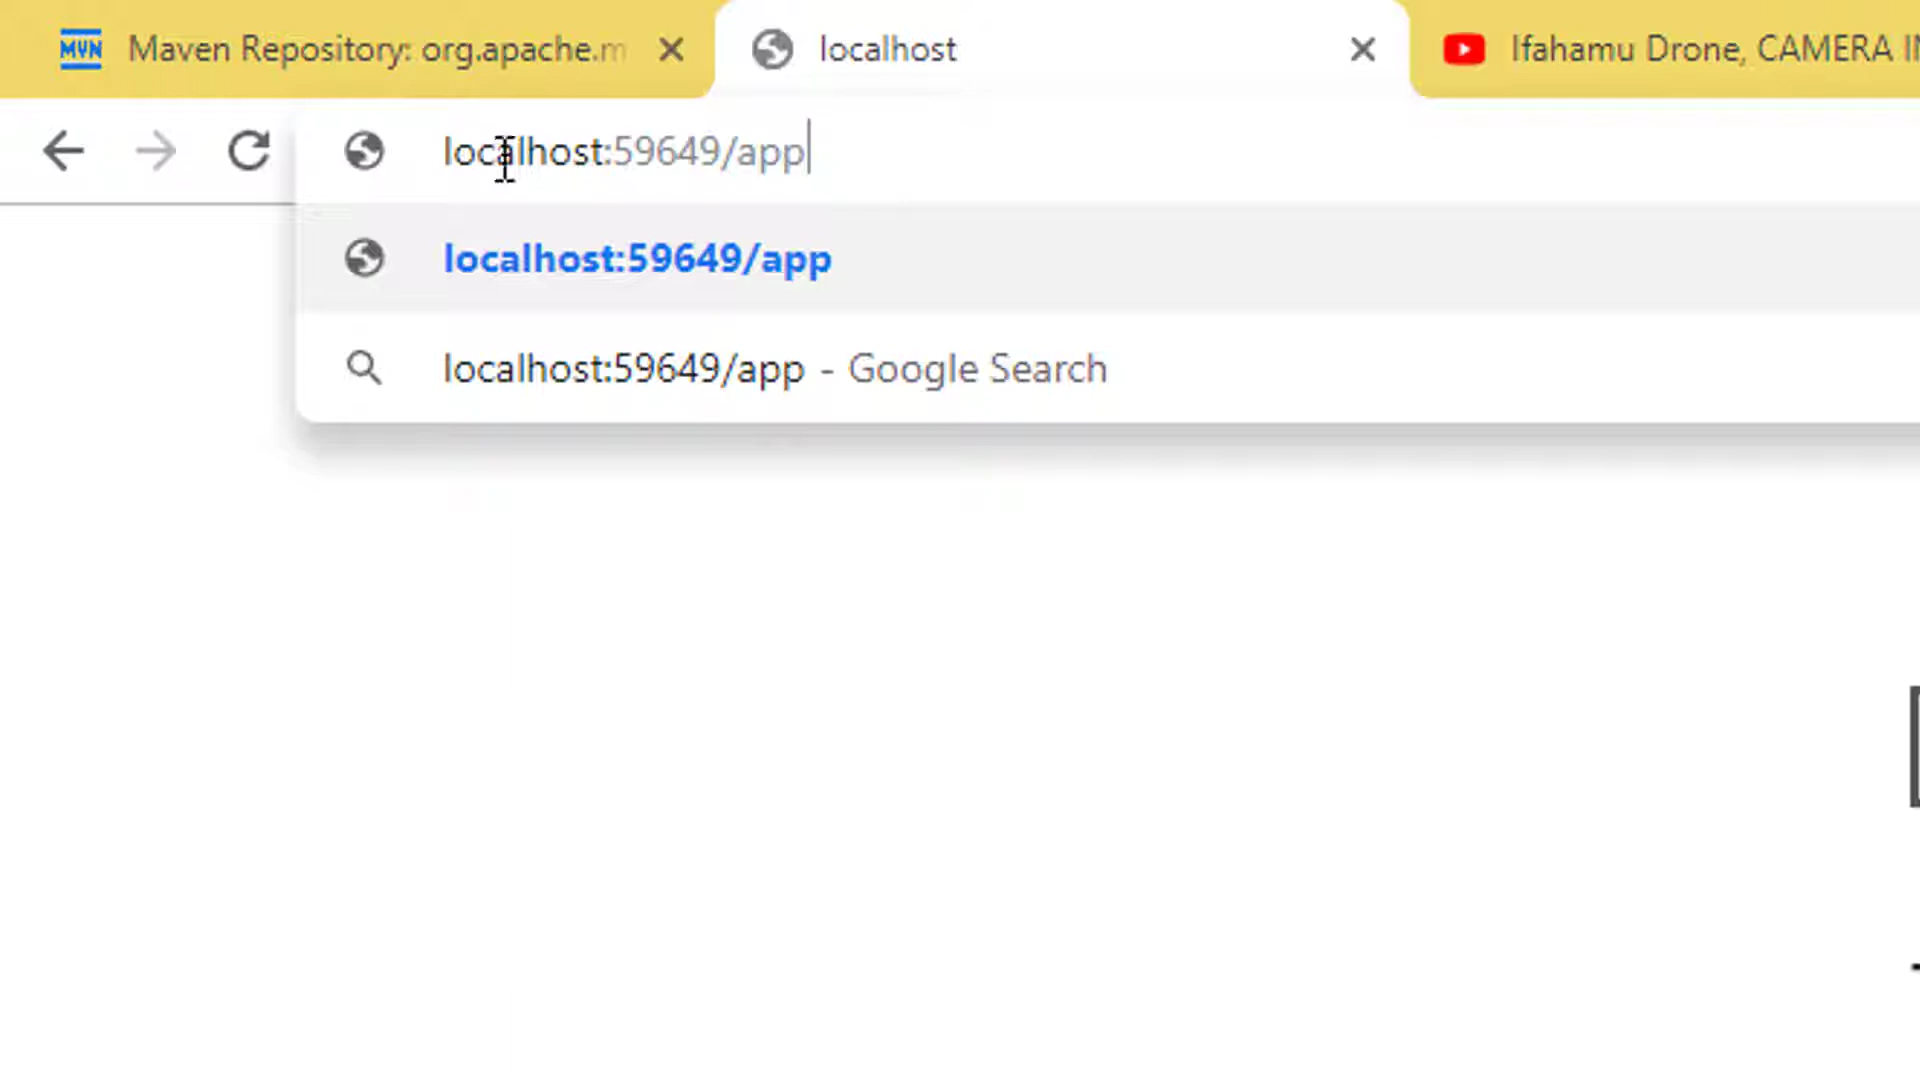 MVN Maven Repository: org.apache.m
localhost
Ifahamu Drone, CAMERA IN
localhost:59649/app
localhost:59649/app
localhost:59649/app - Google Search